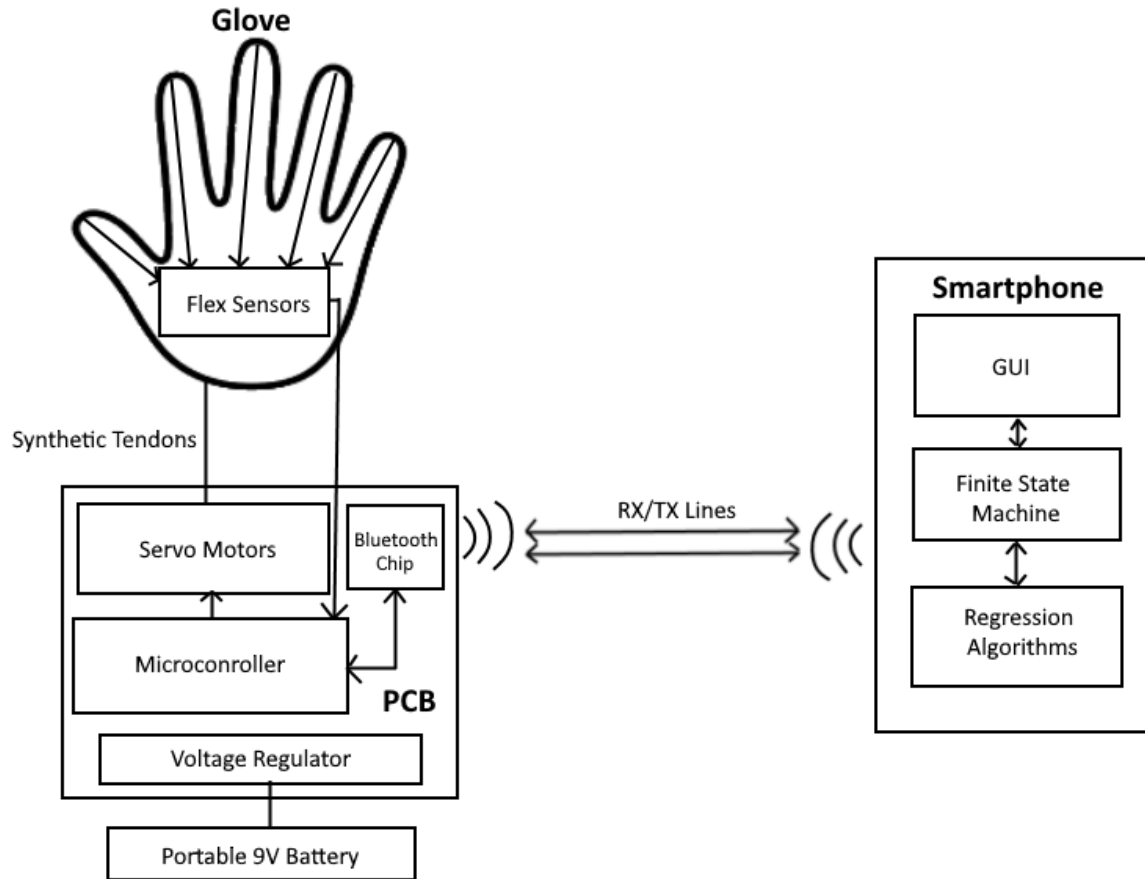 Glove
Flex Sensors
Synthetic Tendons
Servo Motors
Bluetooth
Chip
Microconroller
PCB
Voltage Regulator
Portable 9V Battery
RX/TX Lines
Smartphone
GUI
Finite State
Machine
Regression
Algorithms